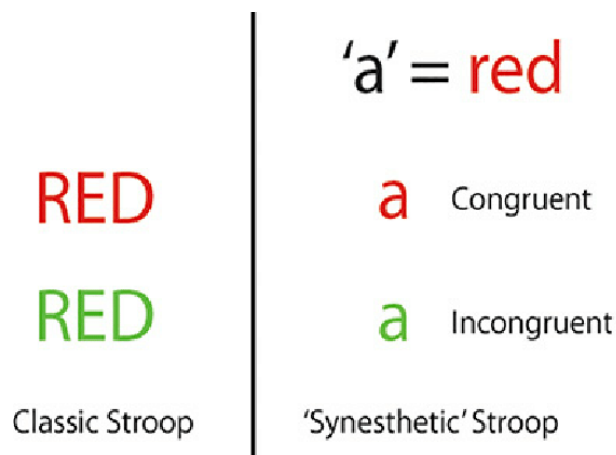 ‘a’ = red
RED
a Congruent
RED
a Incongruent
Classic Stroop
‘Synesthetic’ Stroop